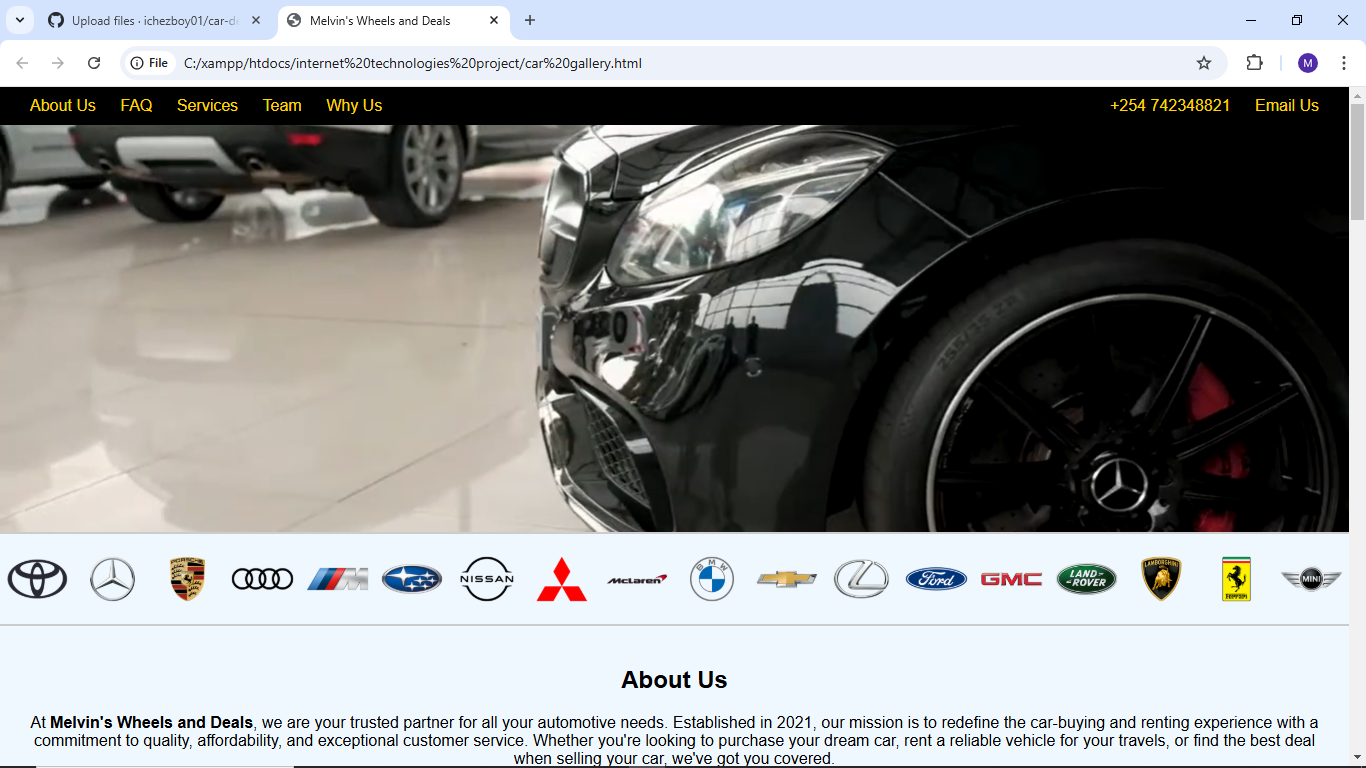 Upload files · ichezboy01/car-d
Melvin's Wheels and Deals
File
C:/xampp/htdocs/internet%20technologies%20project/car%20gallery.html
M
About Us FAQ Services Team Why Us +254 742348821 Email Us
PORSCHE
M
NISSAN
McLaren
BMW
Ford
GMC
LAND-ROVER
LAMBORGHINI
Ferrari
MINI
About Us
At Melvin's Wheels and Deals, we are your trusted partner for all your automotive needs. Established in 2021, our mission is to redefine the car-buying and renting experience with a
commitment to quality, affordability, and exceptional customer service. Whether you're looking to purchase your dream car, rent a reliable vehicle for your travels, or find the best deal
when selling your car, we've got you covered.